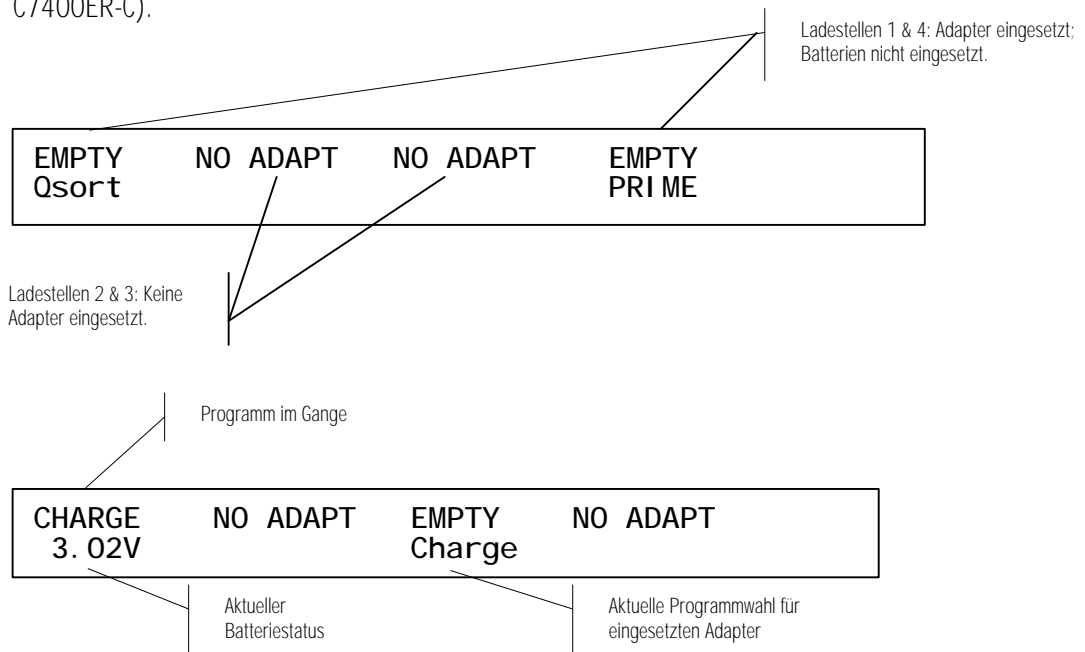 C7400ER-C).
Ladestellen 1 & 4: Adapter eingesetzt;
Batterien nicht eingesetzt.
EMPTY NO ADAPT NO ADAPT EMPTY
Qsort PRIME
Ladestellen 2 & 3: Keine
Adapter eingesetzt.
Programm im Gange
CHARGE NO ADAPT EMPTY NO ADAPT
3.02V Charge
Aktueller
Batteriestatus
Aktuelle Programmwahl für
eingesetzten Adapter